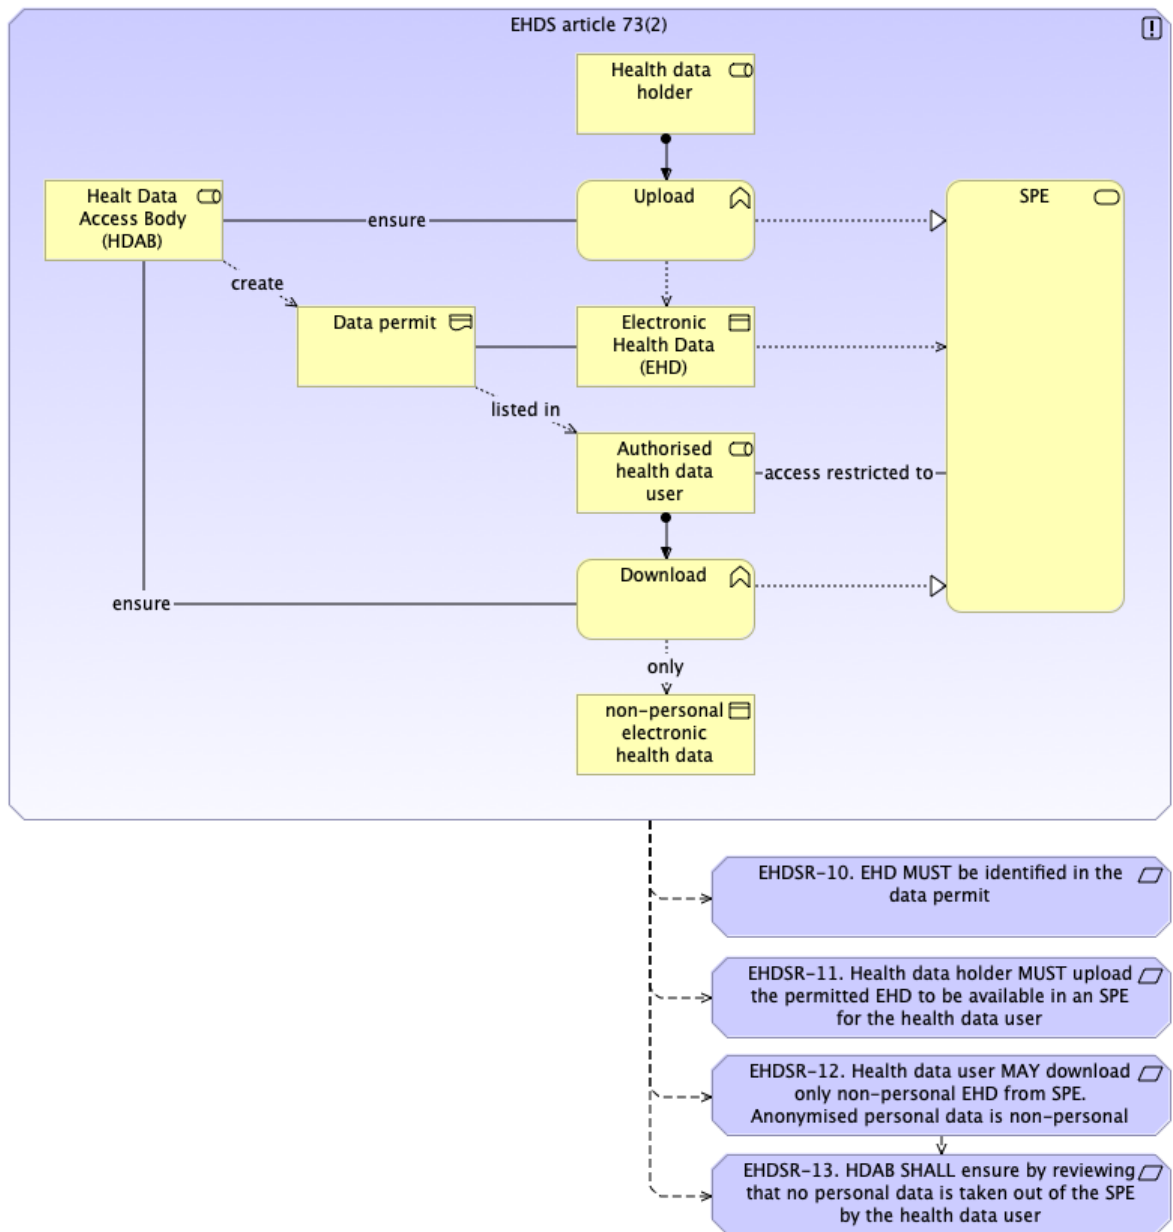 EHDS article 73(2)
Health data
holder
Healt Data
Access Body
(HDAB)
ensure
Upload
SPE
create
Data permit
Electronic
Health Data
(EHD)
listed in
Authorised
health data
user
access restricted to
Download
ensure
only
non-personal
electronic
health data
EHDSR-10. EHD MUST be identified in the
data permit
EHDSR-11. Health data holder MUST upload
the permitted EHD to be available in an SPE
for the health data user
EHDSR-12. Health data user MAY download
only non-personal EHD from SPE.
Anonymised personal data is non-personal
EHDSR-13. HDAB SHALL ensure by reviewing
that no personal data is taken out of the SPE
by the health data user